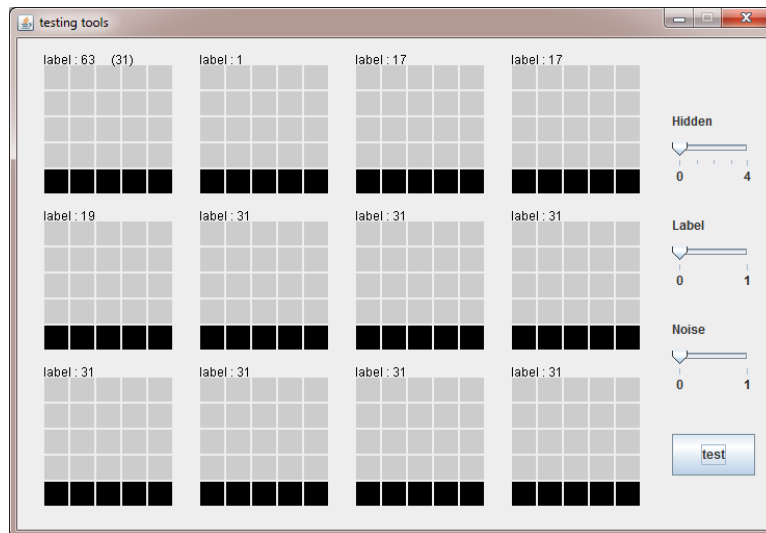 testing tools
label : 63 (31)
label : 1
label : 17
label : 17
label : 19
label : 31
label : 31
label : 31
label : 31
label : 31
label : 31
label : 31
Hidden
0 4
Label
0 1
Noise
0 1
test